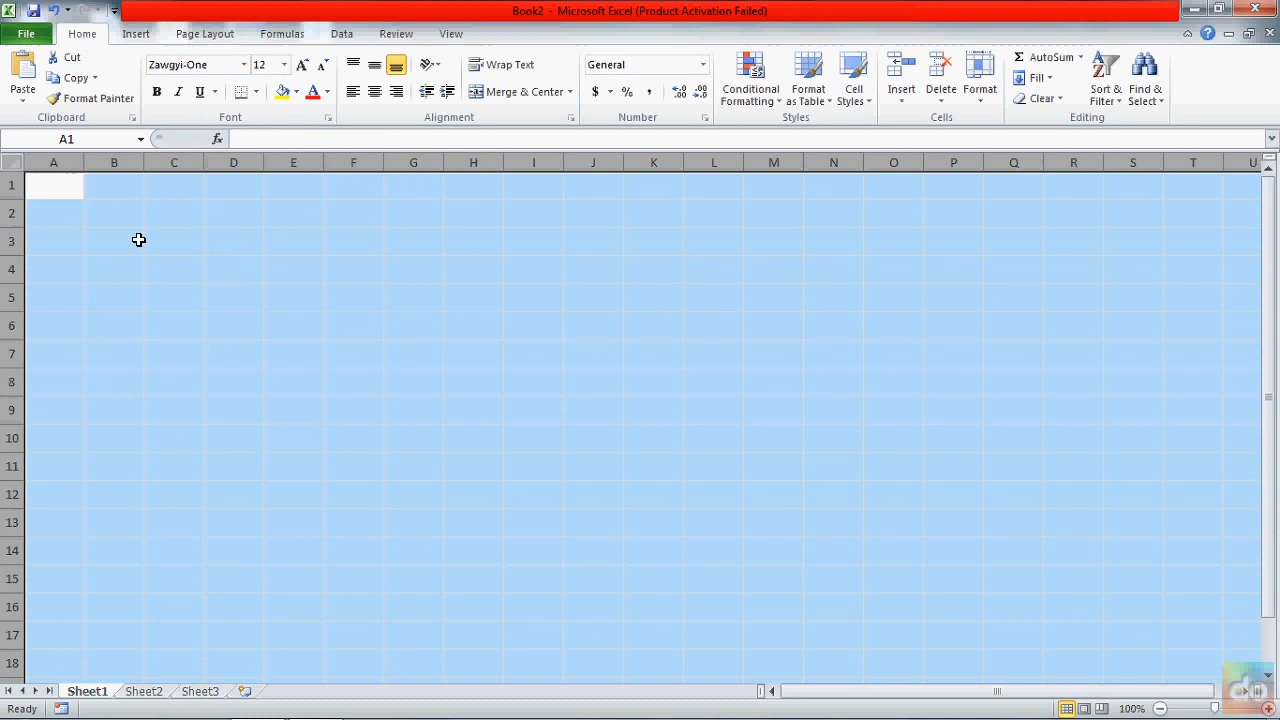 Book2 - Microsoft Excel (Product Activation Failed)
File Home Insert Page Layout Formulas Data Review View
Paste
Cut
Copy
Format Painter
Clipboard
Zawgyi-One 12 A A
B I U A
Font
Wrap Text
Merge & Center
Alignment
General
$ % ,
Number
Conditional Formatting
Format as Table
Cell Styles
Styles
Insert Delete Format
Cells
Σ AutoSum
Fill
Clear
Sort & Filter
Find & Select
Editing
A1 fx
A B C D E F G H I J K L M N O P Q R S T U
1
2
3
4
5
6
7
8
9
10
11
12
13
14
15
16
17
18
Sheet1 Sheet2 Sheet3
Ready 100%